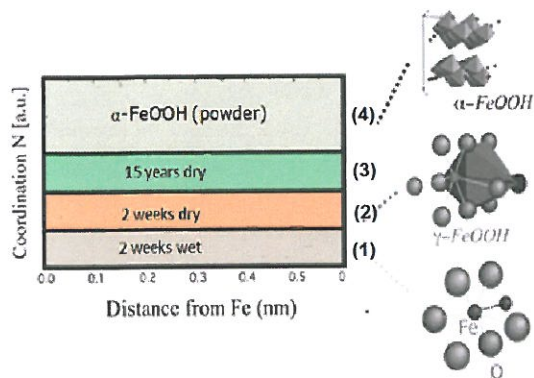 Coordination N [a.u.]
α-FeOOH (powder)
(4)
15 years dry
(3)
2 weeks dry
(2)
2 weeks wet
(1)
0.0 0.1 0.2 0.3 0.4 0.5 0
Distance from Fe (nm)
α-FeOOH
γ-FeOOH
Fe
O